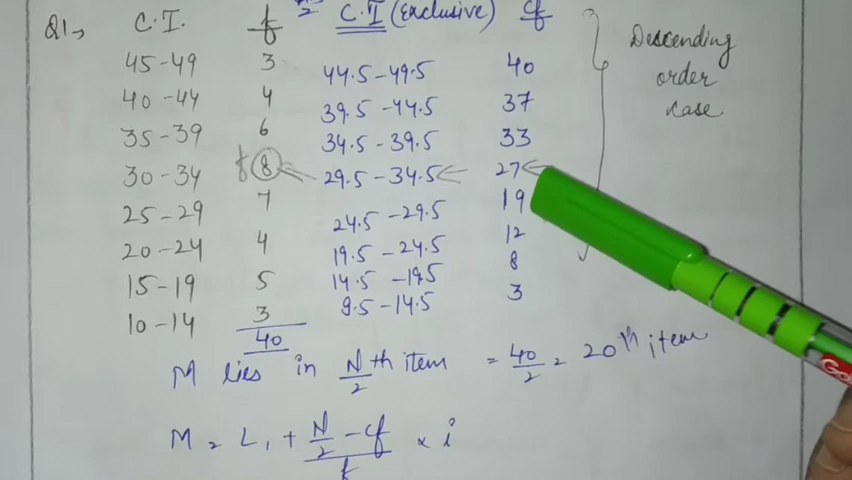 Q1→ C.I. f C.I (Exclusive) cf
45-49 3 44.5-49.5 40
40-44 4 39.5-44.5 37
35-39 6 34.5-39.5 33
f
30-34 8 29.5-34.5 27
25-29 7 24.5-29.5 19
20-24 4 19.5-24.5 12
15-19 5 14.5-19.5 8
10-14 3 9.5-14.5 3
40
Descending
order
case
M lies in N/2 th item = 40/2 = 20th item
M = L1 + N/2 - cf / f × i